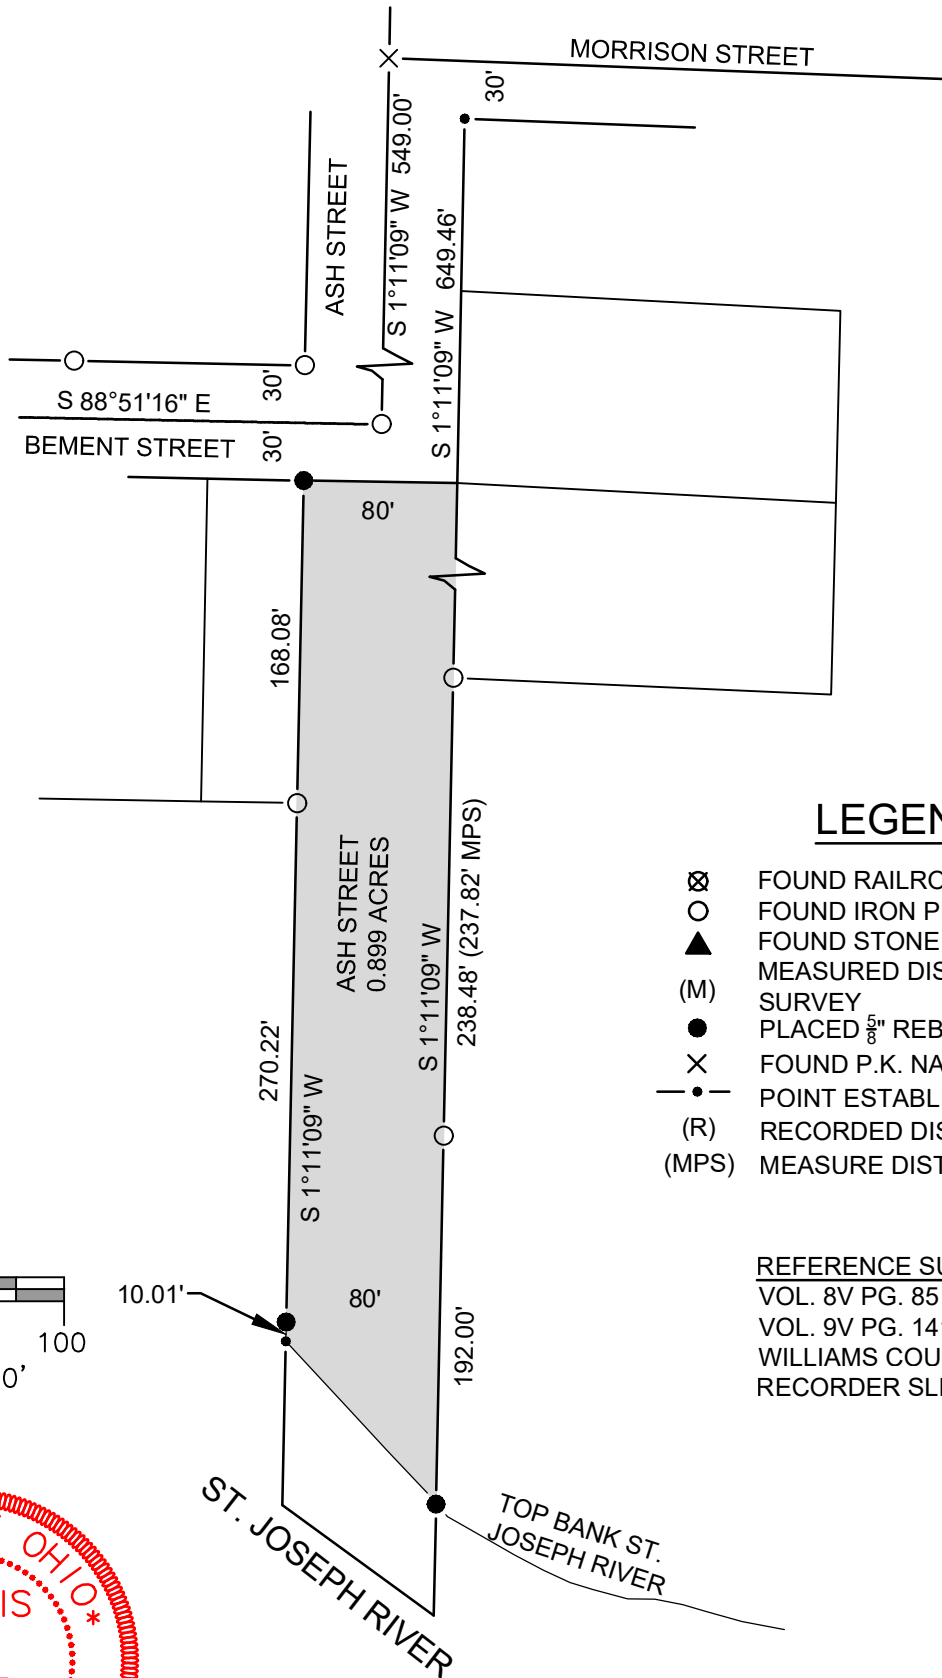 MORRISON STREET
30'
S 1°11'09" W 549.00'
ASH STREET
S 1°11'09" W 649.46'
30'
S 88°51'16" E
30'
BEMENT STREET
80'
168.08'
ASH STREET
0.899 ACRES
S 1°11'09" W
238.48' (237.82' MPS)
270.22'
S 1°11'09" W
10.01'
80'
192.00'
ST. JOSEPH RIVER
TOP BANK ST.
JOSEPH RIVER
LEGEN
FOUND RAILRO
FOUND IRON P
FOUND STONE
(M) MEASURED DIS
SURVEY
PLACED 5/8" REB
FOUND P.K. NA
POINT ESTABL
(R) RECORDED DIS
(MPS) MEASURE DIST
REFERENCE SU
VOL. 8V PG. 85
VOL. 9V PG. 14
WILLIAMS COU
RECORDER SLI
100
0'
OHIO*
IS